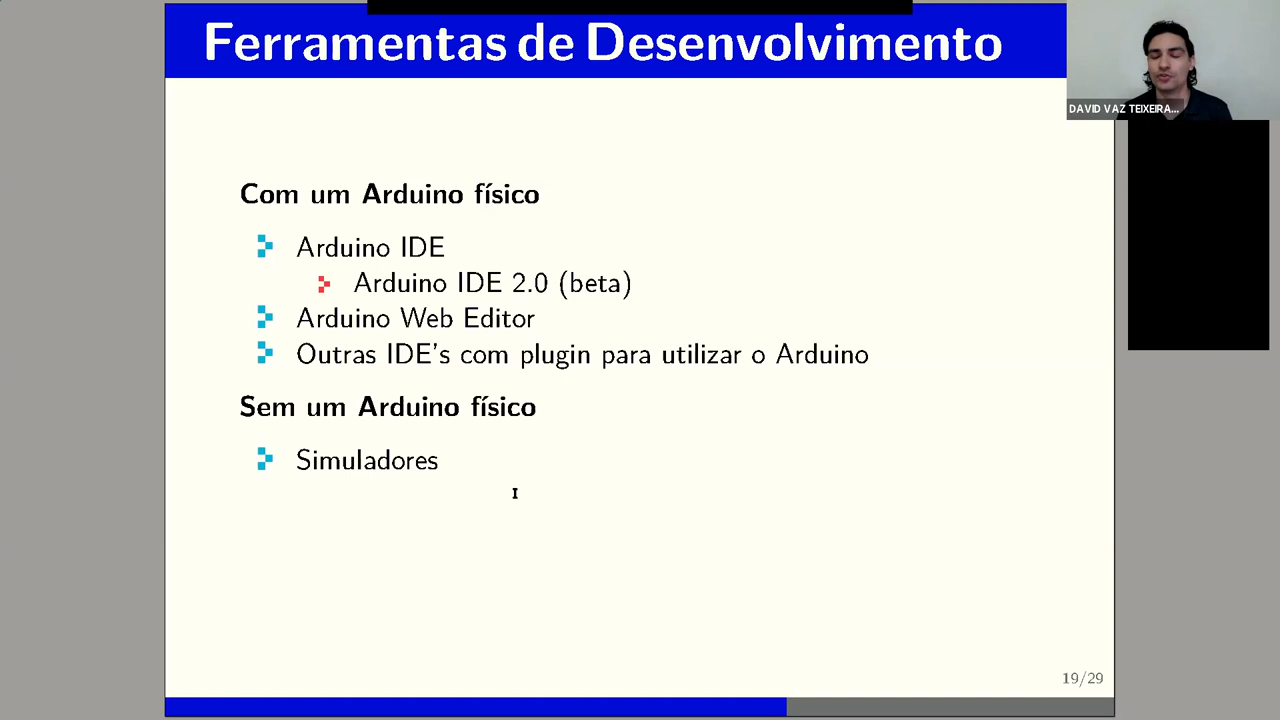 Ferramentas de Desenvolvimento
DAVID VAZ TEIXEIRA...
Com um Arduino físico
Arduino IDE
Arduino IDE 2.0 (beta)
Arduino Web Editor
Outras IDE's com plugin para utilizar o Arduino
Sem um Arduino físico
Simuladores
19/29